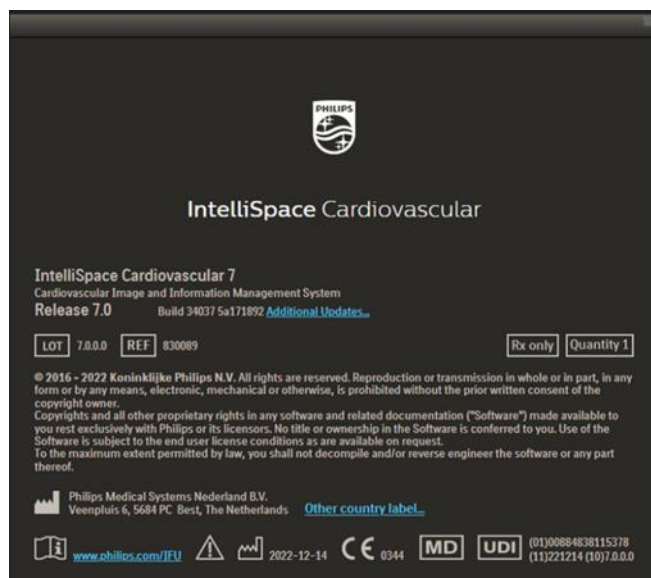 PHILIPS
IntelliSpace Cardiovascular
IntelliSpace Cardiovascular 7
Cardiovascular Image and Information Management System
Release 7.0 Build 34037 5a171892 Additional Updates...
LOT 7.0.0.0 REF 830089 Rx only Quantity 1
© 2016 - 2022 Koninklijke Philips N.V. All rights are reserved. Reproduction or transmission in whole or in part, in any
form or by any means, electronic, mechanical or otherwise, is prohibited without the prior written consent of the
copyright owner.
Copyrights and all other proprietary rights in any software and related documentation ("Software") made available to
you rest exclusively with Philips or its licensors. No title or ownership in the Software is conferred to you. Use of the
Software is subject to the end user license conditions as are available on request.
To the maximum extent permitted by law, you shall not decompile and/or reverse engineer the software or any part
thereof.
Philips Medical Systems Nederland B.V.
Veenpluis 6, 5684 PC Best, The Netherlands Other country label...
www.philips.com/IFU 2022-12-14 CE 0344 MD UDI (01)00884838115378
(11)221214 (10)7.0.0.0